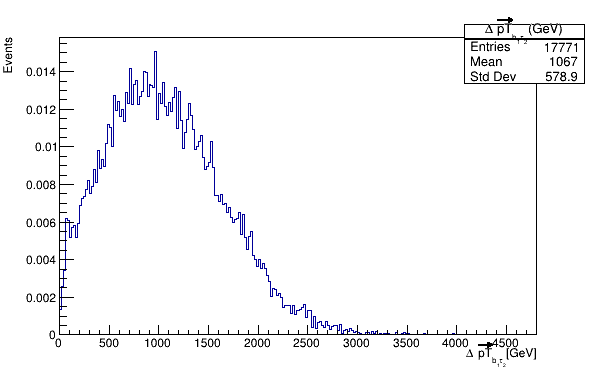 Δ pT b₁τ₂ (GeV)
Entries 17771
Mean 1067
Std Dev 578.9
Events
0.014
0.012
0.01
0.008
0.006
0.004
0.002
0
0 500 1000 1500 2000 2500 3000 3500 4000 4500
Δ pT b₁τ₂ [GeV]